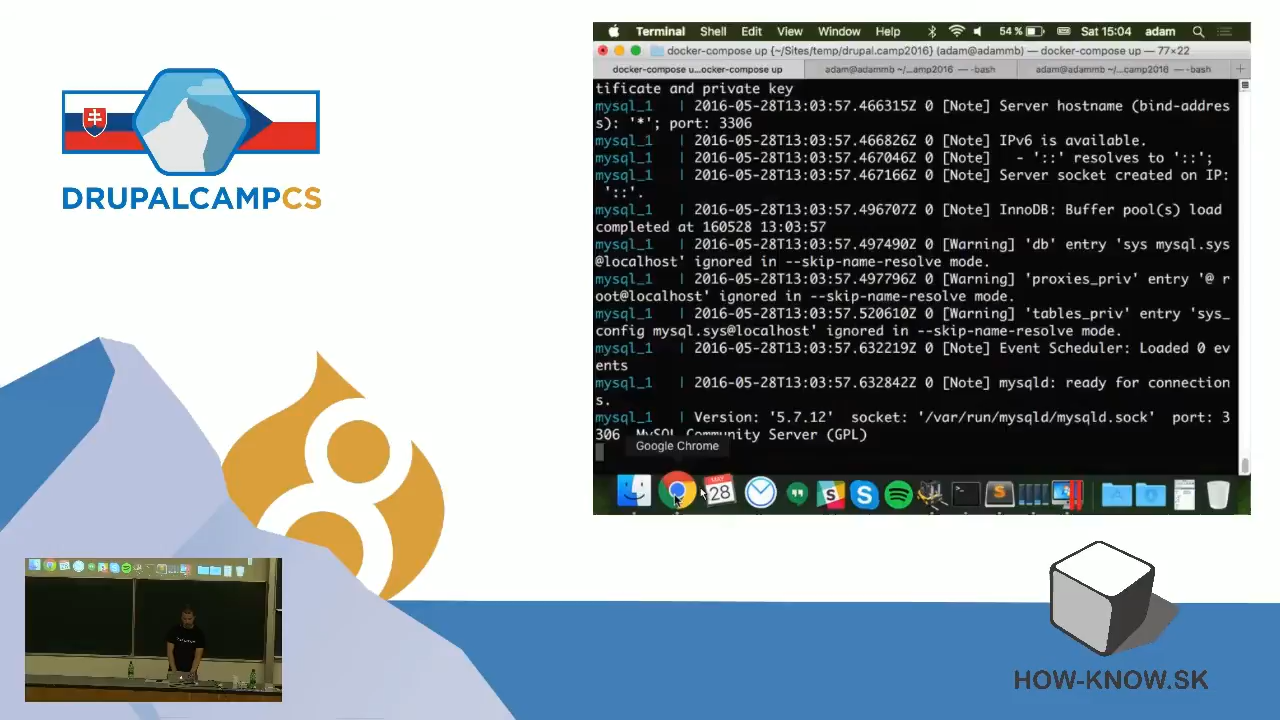 DRUPALCAMPCS
Terminal Shell Edit View Window Help 54 % Sat 15:04 adam
docker-compose up {~/Sites/temp/drupal.camp2016} (adam@adammb) — docker-compose up — 77×22
docker-compose u...ocker-compose up adam@adammb ~/...amp2016 — -bash adam@adammb ~/...camp2016 — -bash
tificate and private key
mysql_1 | 2016-05-28T13:03:57.466315Z 0 [Note] Server hostname (bind-addres
s): '*'; port: 3306
mysql_1 | 2016-05-28T13:03:57.466826Z 0 [Note] IPv6 is available.
mysql_1 | 2016-05-28T13:03:57.467046Z 0 [Note] - '::' resolves to '::';
mysql_1 | 2016-05-28T13:03:57.467166Z 0 [Note] Server socket created on IP:
'::'.
mysql_1 | 2016-05-28T13:03:57.496707Z 0 [Note] InnoDB: Buffer pool(s) load
completed at 160528 13:03:57
mysql_1 | 2016-05-28T13:03:57.497490Z 0 [Warning] 'db' entry 'sys mysql.sys
@localhost' ignored in --skip-name-resolve mode.
mysql_1 | 2016-05-28T13:03:57.497796Z 0 [Warning] 'proxies_priv' entry '@ r
oot@localhost' ignored in --skip-name-resolve mode.
mysql_1 | 2016-05-28T13:03:57.520610Z 0 [Warning] 'tables_priv' entry 'sys_
config mysql.sys@localhost' ignored in --skip-name-resolve mode.
mysql_1 | 2016-05-28T13:03:57.632219Z 0 [Note] Event Scheduler: Loaded 0 ev
ents
mysql_1 | 2016-05-28T13:03:57.632842Z 0 [Note] mysqld: ready for connection
s.
mysql_1 | Version: '5.7.12' socket: '/var/run/mysqld/mysqld.sock' port: 3
306 MySQL Community Server (GPL)
Google Chrome
MAY
28
8
HOW-KNOW.SK